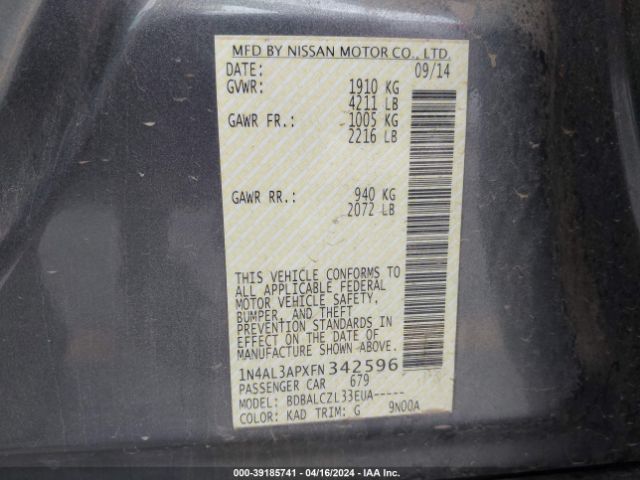 MFD BY NISSAN MOTOR CO., LTD.
DATE: 09/14
GVWR: 1910 KG
4211 LB
GAWR FR.: 1005 KG
2216 LB
GAWR RR.: 940 KG
2072 LB
THIS VEHICLE CONFORMS TO
ALL APPLICABLE FEDERAL
MOTOR VEHICLE SAFETY,
BUMPER, AND THEFT
PREVENTION STANDARDS IN
EFFECT ON THE DATE OF
MANUFACTURE SHOWN ABOVE.
1N4AL3APXFN342596
PASSENGER CAR 679
MODEL: BDBALCZL33EUA-----
COLOR: KAD TRIM: G 9N00A
000-39185741 / 04/16/2024 / IAA Inc.